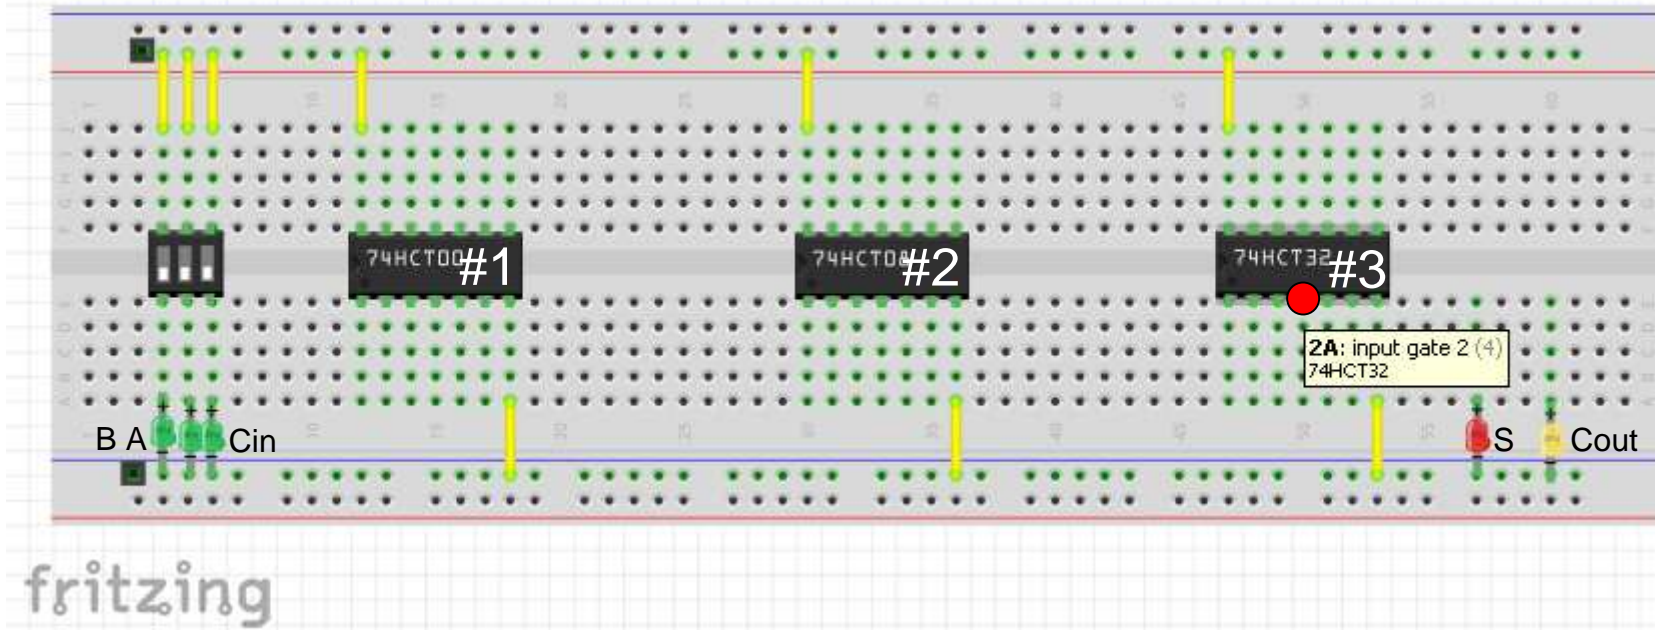 74HCT00
#1
74HCT08
#2
74HCT32
#3
2A: input gate 2 (4)
74HCT32
B A
Cin
S
Cout
fritzing